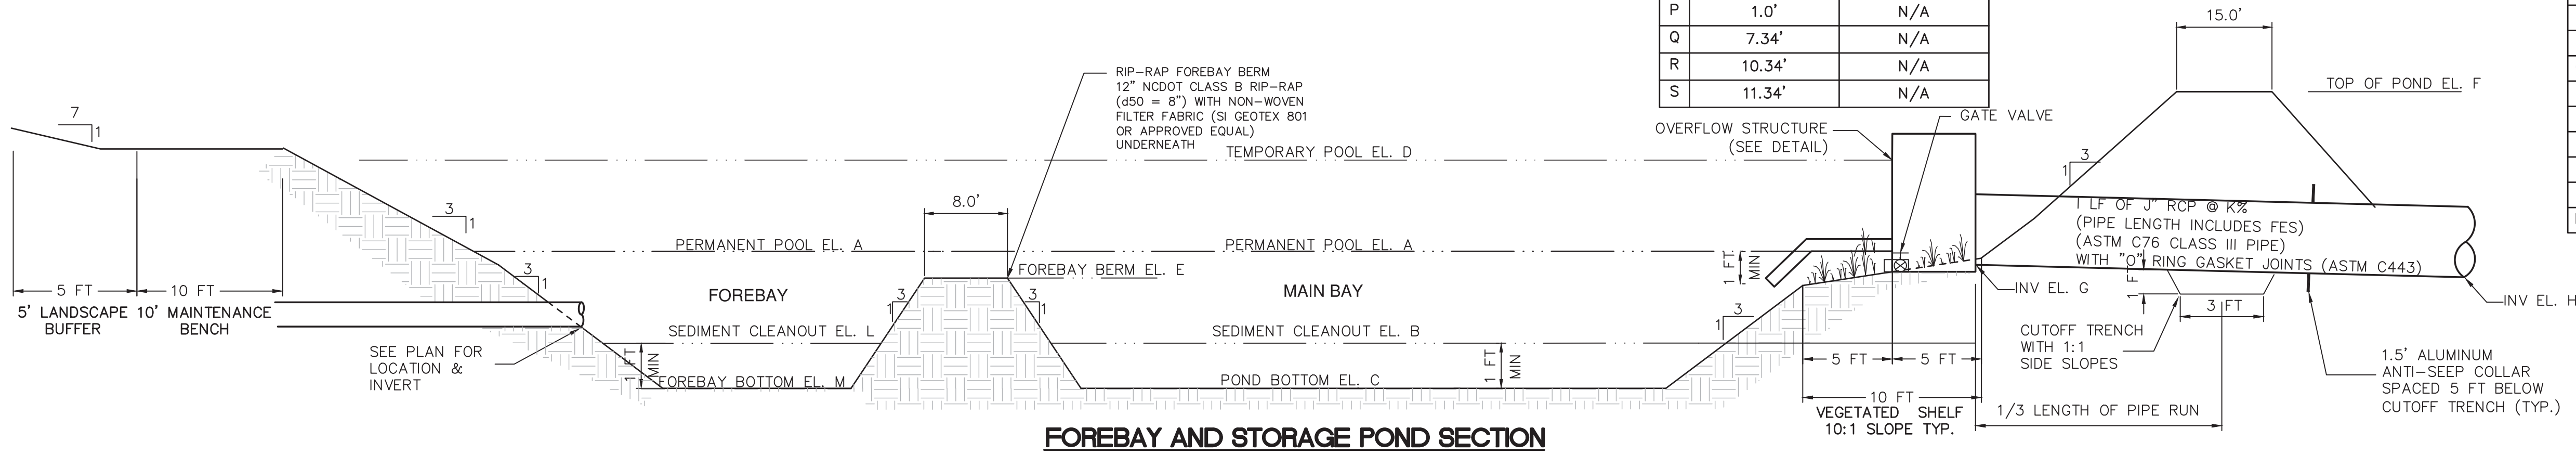 P 1.0' N/A
Q 7.34' N/A
R 10.34' N/A
S 11.34' N/A
15.0'
TOP OF POND EL. F
RIP-RAP FOREBAY BERM
12" NCDOT CLASS B RIP-RAP
(d50 = 8") WITH NON-WOVEN
FILTER FABRIC (SI GEOTEX 801
OR APPROVED EQUAL)
UNDERNEATH
GATE VALVE
OVERFLOW STRUCTURE
(SEE DETAIL)
7
1
TEMPORARY POOL EL. D
3
1
3
1
8.0'
PERMANENT POOL EL. A
PERMANENT POOL EL. A
I LF OF J" RCP @ K%
(PIPE LENGTH INCLUDES FES)
(ASTM C76 CLASS III PIPE)
WITH "O" RING GASKET JOINTS (ASTM C443)
3
1
FOREBAY BERM EL. E
1 FT
MIN
1 FT
5 FT
10 FT
5' LANDSCAPE
BUFFER
10' MAINTENANCE
BENCH
FOREBAY
3
1
3
1
MAIN BAY
INV EL. G
INV EL. H
3 FT
SEDIMENT CLEANOUT EL. L
SEDIMENT CLEANOUT EL. B
3
1
CUTOFF TRENCH
WITH 1:1
SIDE SLOPES
SEE PLAN FOR
LOCATION &
INVERT
1 FT
MIN
FOREBAY BOTTOM EL. M
POND BOTTOM EL. C
1 FT
MIN
5 FT
5 FT
10 FT
VEGETATED SHELF
10:1 SLOPE TYP.
1/3 LENGTH OF PIPE RUN
1.5' ALUMINUM
ANTI-SEEP COLLAR
SPACED 5 FT BELOW
CUTOFF TRENCH (TYP.)
FOREBAY AND STORAGE POND SECTION